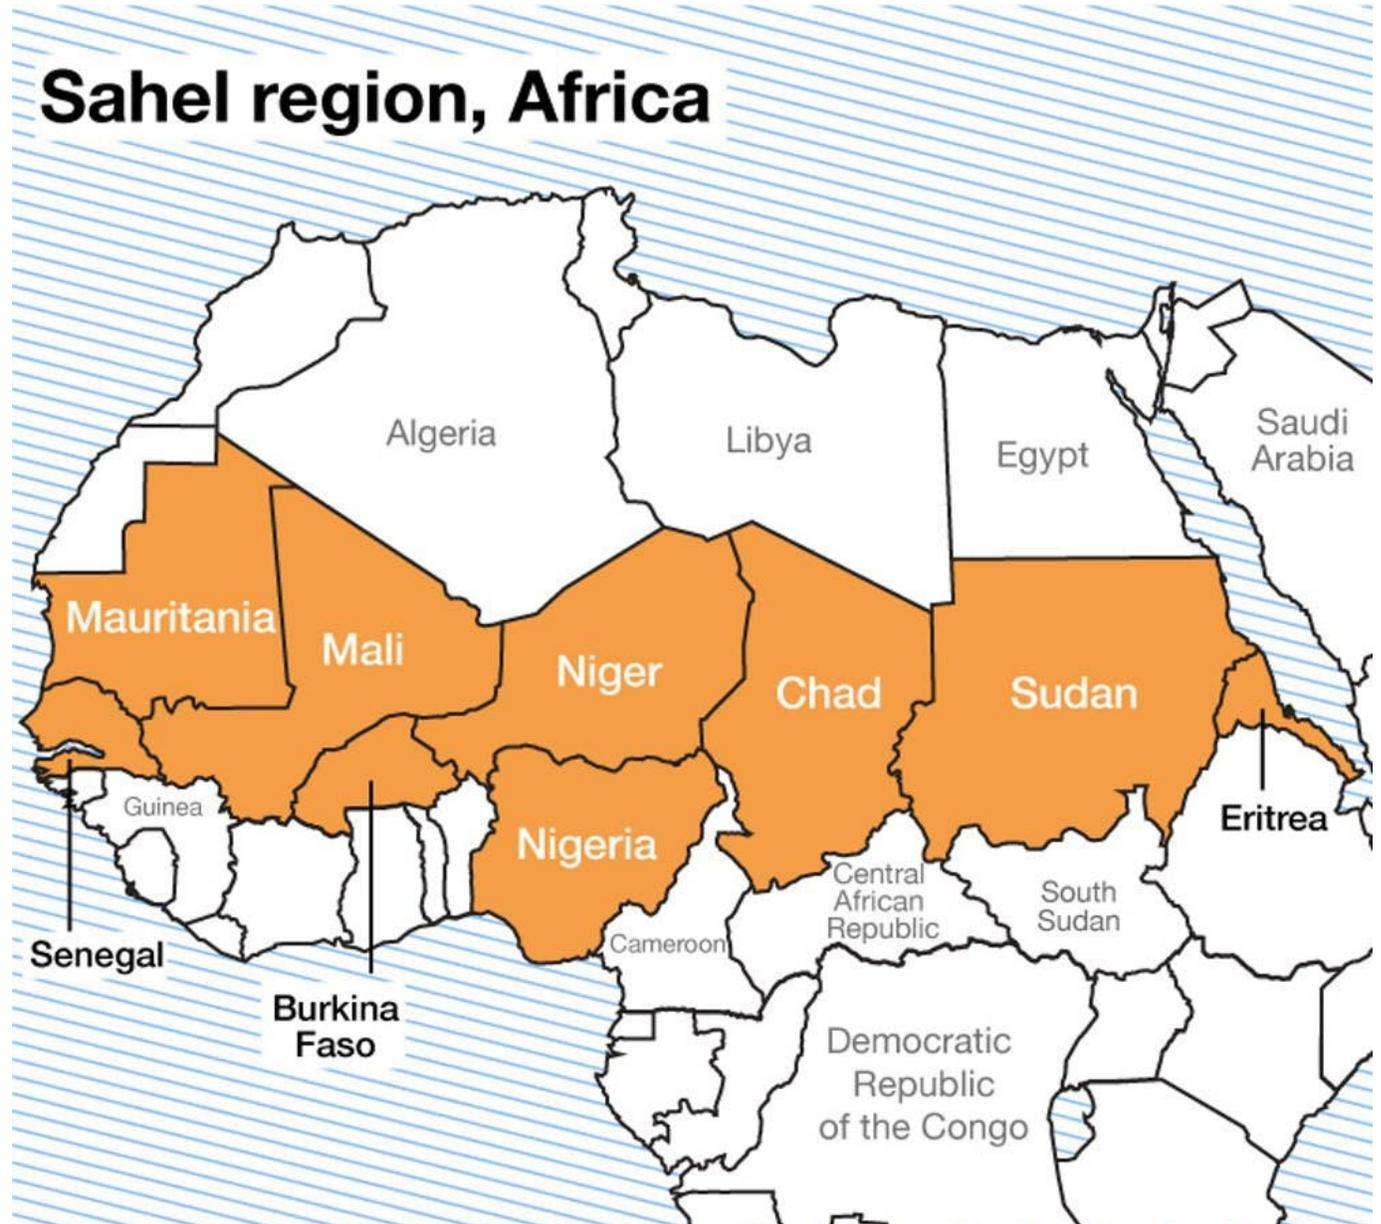 Sahel region, Africa
Algeria
Libya
Egypt
Saudi
Arabia
Mauritania
Mali
Niger
Chad
Sudan
Guinea
Nigeria
Eritrea
Central
African
Republic
South
Sudan
Senegal
Cameroon
Burkina
Faso
Democratic
Republic
of the Congo